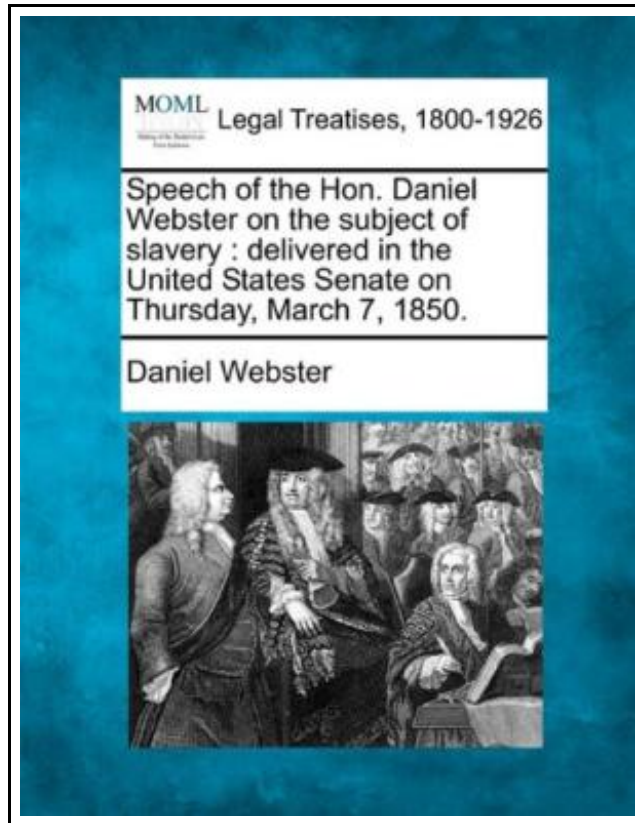 MOML
Legal Treatises, 1800-1926
Speech of the Hon. Daniel
Webster on the subject of
slavery : delivered in the
United States Senate on
Thursday, March 7, 1850.
Daniel Webster